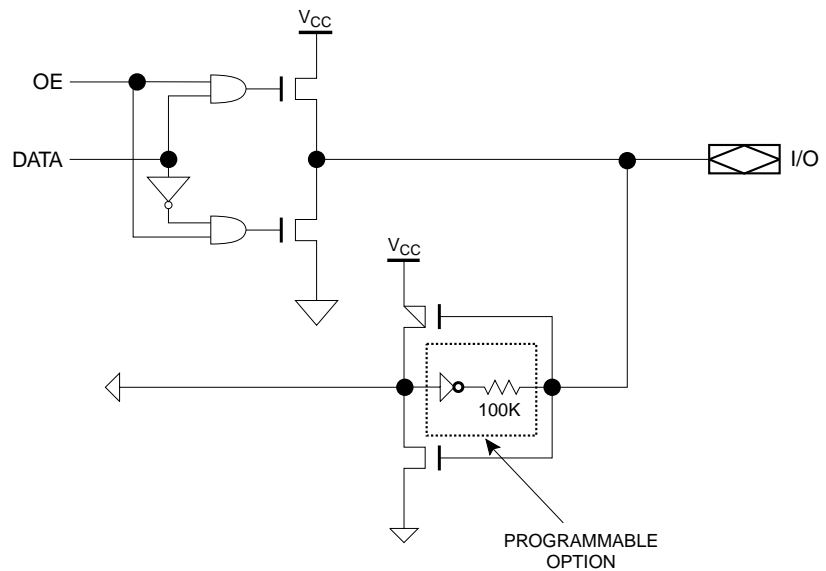 VCC
OE
DATA
I/O
VCC
100K
PROGRAMMABLE
OPTION